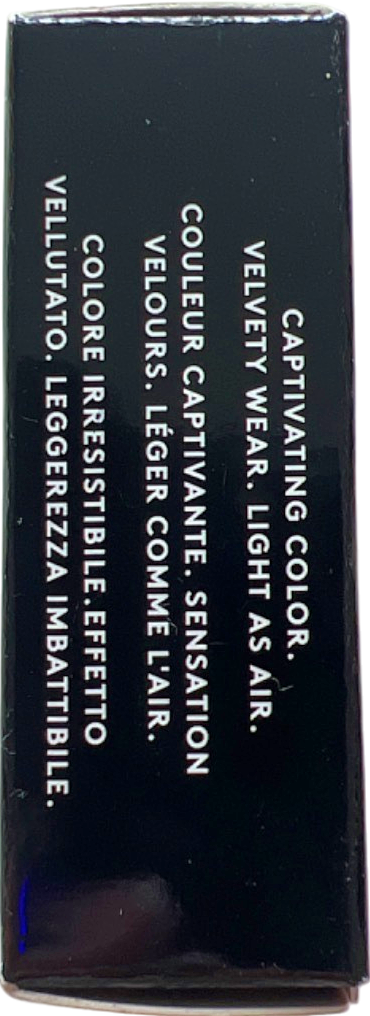 CAPTIVATING COLOR.
VELVETY WEAR. LIGHT AS AIR.
COULEUR CAPTIVANTE. SENSATION
VELOURS. LÉGER COMME L'AIR.
COLORE IRRESISTIBILE.EFFETTO
VELLUTATO. LEGGEREZZA IMBATTIBILE.